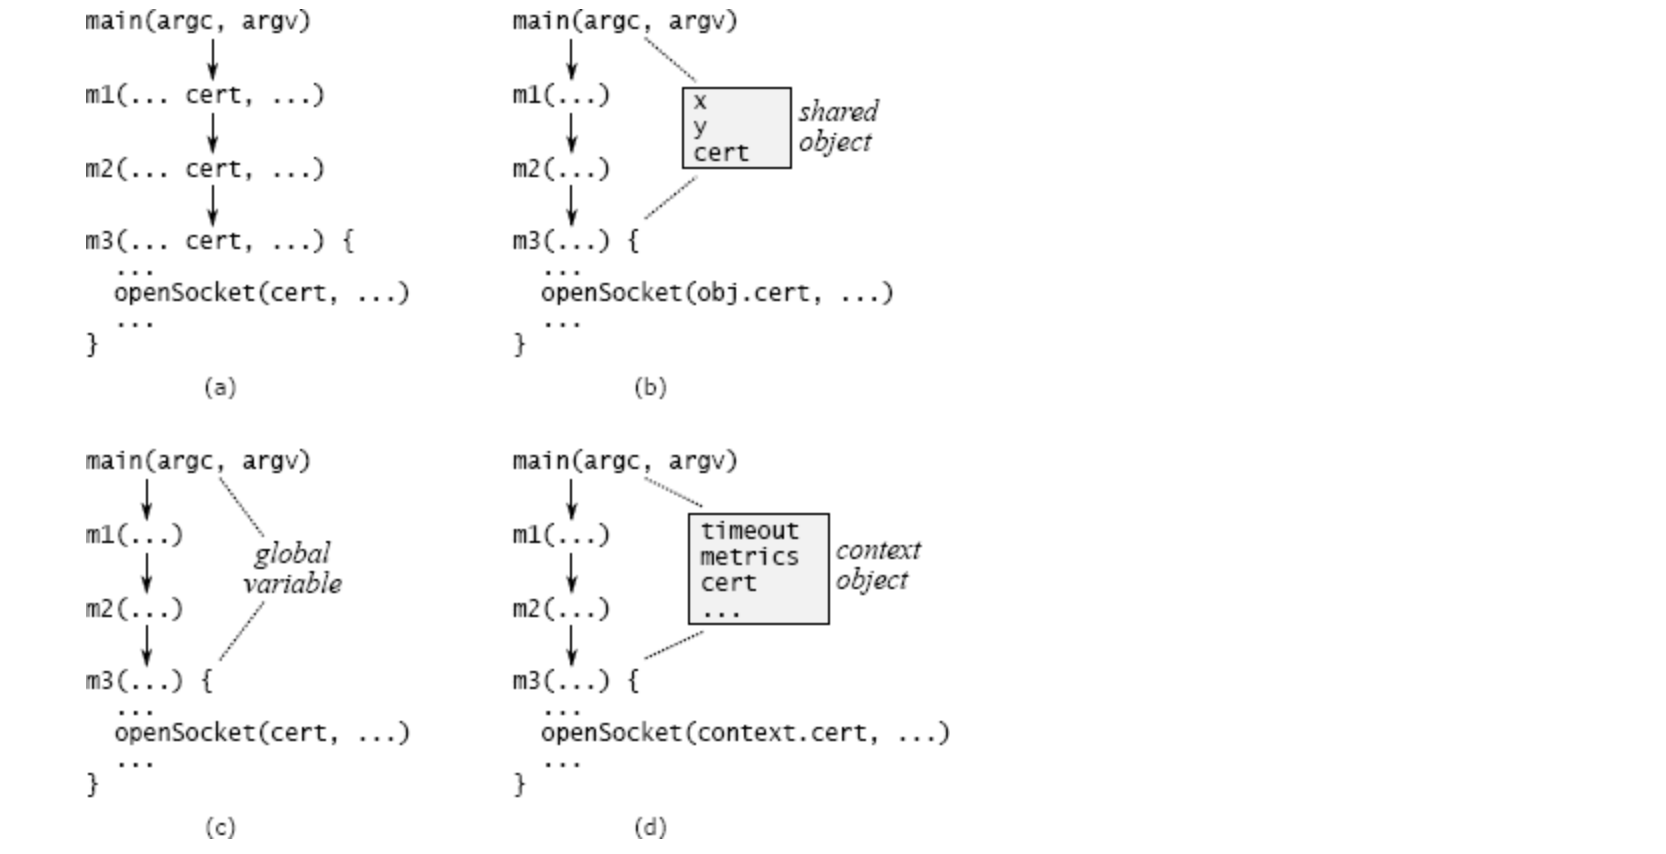 main(argc, argv)
m1(... cert, ...)
m2(... cert, ...)
m3(... cert, ...) {
...
openSocket(cert, ...)
...
}
(a)
main(argc, argv)
m1(...)
m2(...)
m3(...) {
...
openSocket(obj.cert, ...)
...
}
x
y
cert
shared
object
(b)
main(argc, argv)
m1(...)
m2(...)
m3(...) {
...
openSocket(cert, ...)
...
}
global
variable
(c)
main(argc, argv)
m1(...)
m2(...)
m3(...) {
...
openSocket(context.cert, ...)
...
}
timeout
metrics
cert
...
context
object
(d)